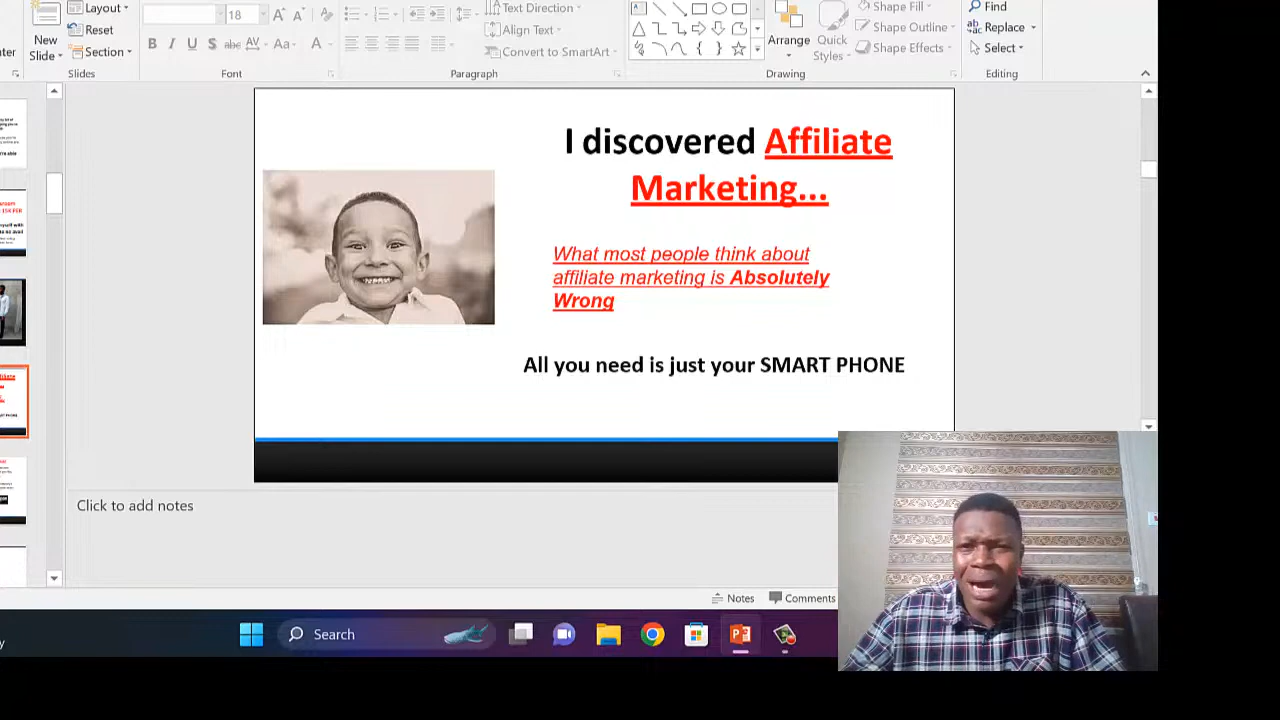 Layout
Reset
Section
New
Slide
Slides
18
B I U S abc AV Aa A
Font
Text Direction
Align Text
Convert to SmartArt
Paragraph
Arrange
Quick
Styles
Shape Fill
Shape Outline
Shape Effects
Drawing
Find
Replace
Select
Editing
I discovered Affiliate
Marketing...
What most people think about
affiliate marketing is Absolutely
Wrong
All you need is just your SMART PHONE
Click to add notes
Notes
Comments
Search